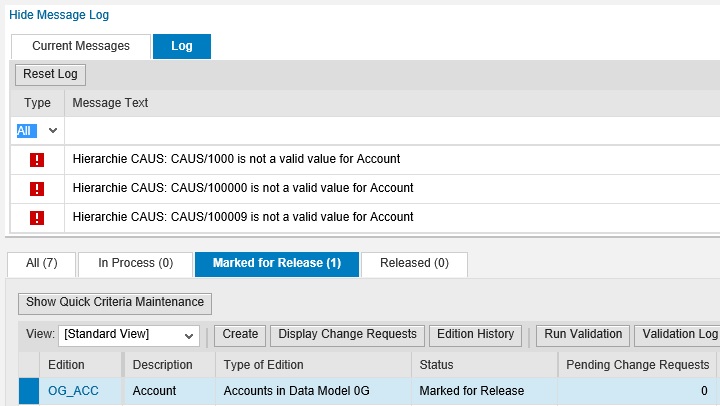 Hide Message Log
Current Messages Log
Reset Log
Type Message Text
All
Hierarchie CAUS: CAUS/1000 is not a valid value for Account
Hierarchie CAUS: CAUS/100000 is not a valid value for Account
Hierarchie CAUS: CAUS/100009 is not a valid value for Account
All (7) In Process (0) Marked for Release (1) Released (0)
Show Quick Criteria Maintenance
View: [Standard View] Create Display Change Requests Edition History Run Validation Validation Log
Edition Description Type of Edition Status Pending Change Requests
OG_ACC Account Accounts in Data Model 0G Marked for Release 0